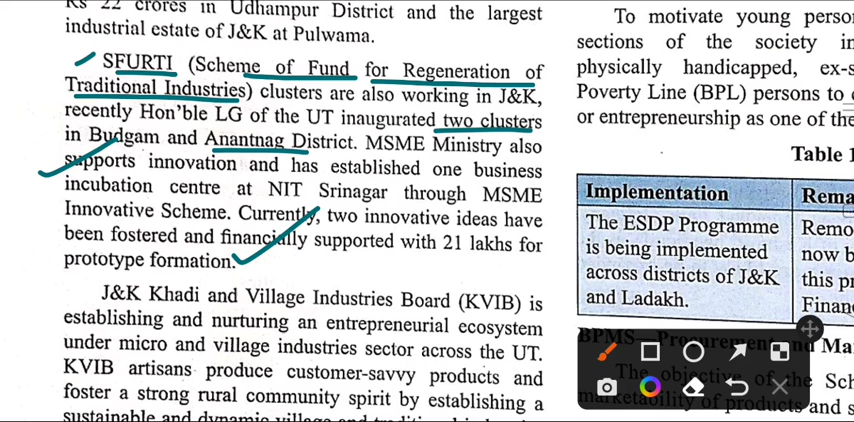 Rs 22 crores in Udhampur District and the largest
industrial estate of J&K at Pulwama.
SFURTI (Scheme of Fund for Regeneration of
Traditional Industries) clusters are also working in J&K,
recently Hon'ble LG of the UT inaugurated two clusters
in Budgam and Anantnag District. MSME Ministry also
supports innovation and has established one business
incubation centre at NIT Srinagar through MSME
Innovative Scheme. Currently, two innovative ideas have
been fostered and financially supported with 21 lakhs for
prototype formation.
J&K Khadi and Village Industries Board (KVIB) is
establishing and nurturing an entrepreneurial ecosystem
under micro and village industries sector across the UT.
KVIB artisans produce customer-savvy products and
foster a strong rural community spirit by establishing a
sustainable and dynamic village and
To motivate young
sections of the society
physically handicapped,
Poverty Line (BPL) persons to
or entrepreneurship as one of the
Table 1
Implementation
The ESDP Programme
is being implemented
across districts of J&K
and Ladakh.
now
this
BPMS—Procurement and
The objective of the
marketability of products and